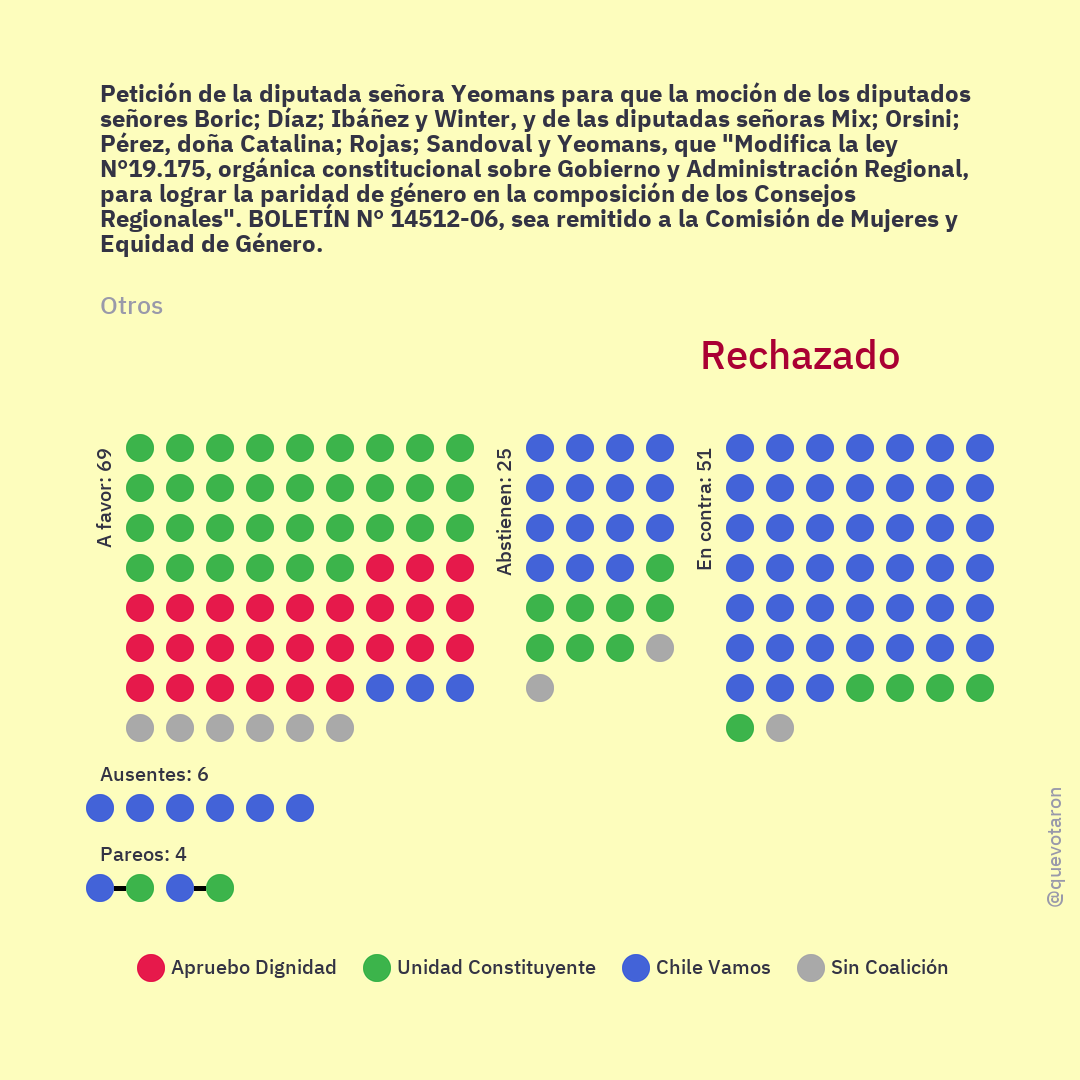 Petición de la diputada señora Yeomans para que la moción de los diputados
señores Boric; Díaz; Ibáñez y Winter, y de las diputadas señoras Mix; Orsini;
Pérez, doña Catalina; Rojas; Sandoval y Yeomans, que "Modifica la ley
N°19.175, orgánica constitucional sobre Gobierno y Administración Regional,
para lograr la paridad de género en la composición de los Consejos
Regionales". BOLETÍN N° 14512-06, sea remitido a la Comisión de Mujeres y
Equidad de Género.
Otros
Rechazado
A favor: 69
Abstienen: 25
En contra: 51
Ausentes: 6
Pareos: 4
@quevotaron
Apruebo Dignidad
Unidad Constituyente
Chile Vamos
Sin Coalición